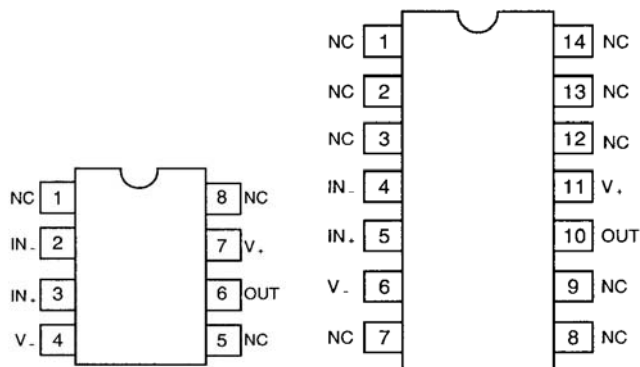 NC 1 8 NC
IN- 2 7 V+
IN+ 3 6 OUT
V- 4 5 NC
NC 1 14 NC
NC 2 13 NC
NC 3 12 NC
IN- 4 11 V+
IN+ 5 10 OUT
V- 6 9 NC
NC 7 8 NC